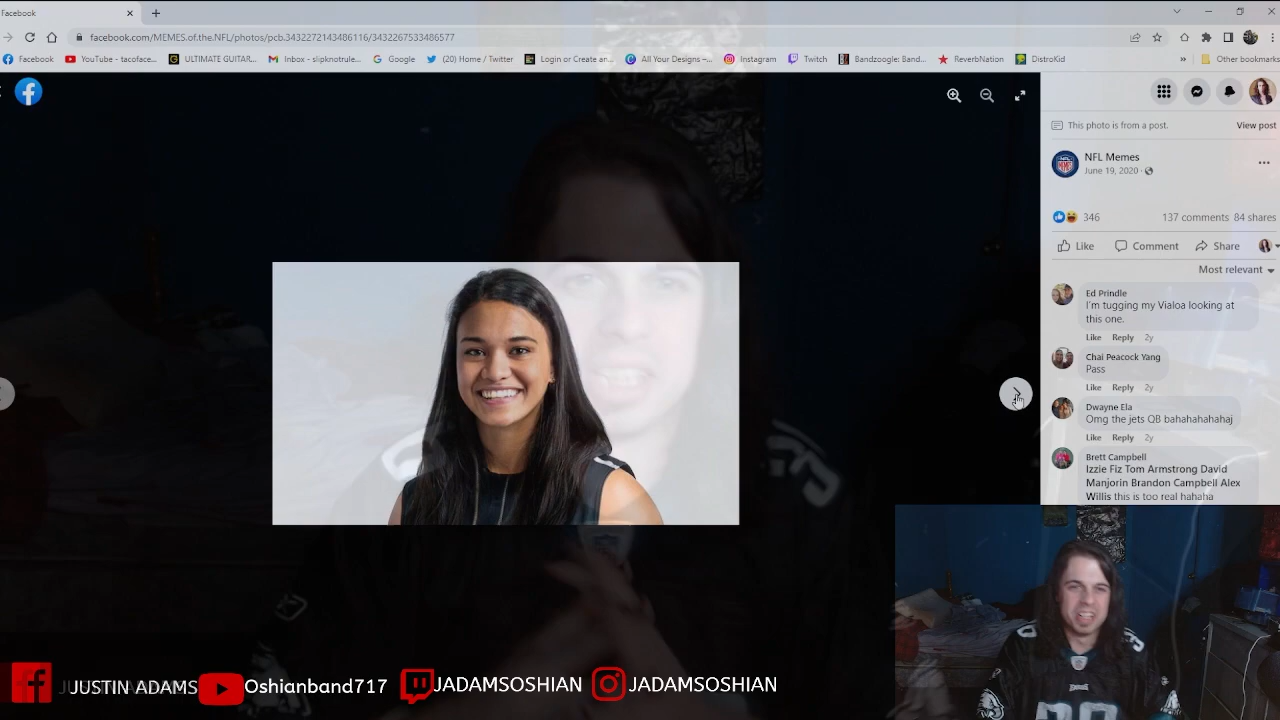 Facebook
facebook.com/MEMES.of.the.NFL/photos/pcb.3432272143486116/3432267533486577
Facebook
YouTube - tacoface...
ULTIMATE GUITAR...
Inbox - slipknotrule...
Google
(20) Home / Twitter
Login or Create an...
All Your Designs –...
Instagram
Twitch
Bandzoogle: Band...
ReverbNation
DistroKid
»
Other bookmarks
This photo is from a post.
View post
NFL Memes
June 19, 2020 ·
346
137 comments 84 shares
Like
Comment
Share
Most relevant
Ed Prindle
I'm tugging my Vialoa looking at
this one.
Like Reply 2y
Chai Peacock Yang
Pass
Like Reply 2y
Dwayne Ela
Omg the jets QB bahahahahahaj
Like Reply 2y
Brett Campbell
Izzie Fiz Tom Armstrong David
Manjorin Brandon Campbell Alex
Willis this is too real hahaha
JUSTIN ADAMS
Oshianband717
JADAMSOSHIAN
JADAMSOSHIAN